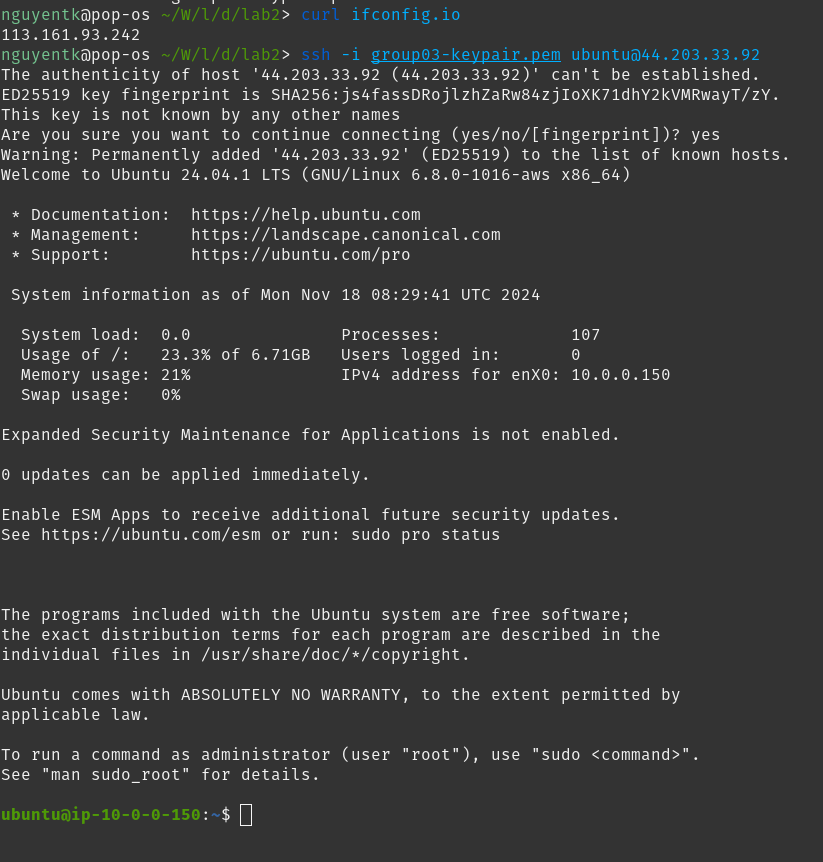 nguyentk@pop-os ~/W/l/d/lab2> curl ifconfig.io
113.161.93.242
nguyentk@pop-os ~/W/l/d/lab2> ssh -i group03-keypair.pem ubuntu@44.203.33.92
The authenticity of host '44.203.33.92 (44.203.33.92)' can't be established.
ED25519 key fingerprint is SHA256:js4fassDRojlzhZaRw84zjIoXK71dhY2kVMRwayT/zY.
This key is not known by any other names
Are you sure you want to continue connecting (yes/no/[fingerprint])? yes
Warning: Permanently added '44.203.33.92' (ED25519) to the list of known hosts.
Welcome to Ubuntu 24.04.1 LTS (GNU/Linux 6.8.0-1016-aws x86_64)

 * Documentation:  https://help.ubuntu.com
 * Management:     https://landscape.canonical.com
 * Support:        https://ubuntu.com/pro

 System information as of Mon Nov 18 08:29:41 UTC 2024

  System load:  0.0               Processes:             107
  Usage of /:   23.3% of 6.71GB   Users logged in:       0
  Memory usage: 21%               IPv4 address for enX0: 10.0.0.150
  Swap usage:   0%

Expanded Security Maintenance for Applications is not enabled.

0 updates can be applied immediately.

Enable ESM Apps to receive additional future security updates.
See https://ubuntu.com/esm or run: sudo pro status

The programs included with the Ubuntu system are free software;
the exact distribution terms for each program are described in the
individual files in /usr/share/doc/*/copyright.

Ubuntu comes with ABSOLUTELY NO WARRANTY, to the extent permitted by
applicable law.

To run a command as administrator (user "root"), use "sudo <command>".
See "man sudo_root" for details.

ubuntu@ip-10-0-0-150:~$